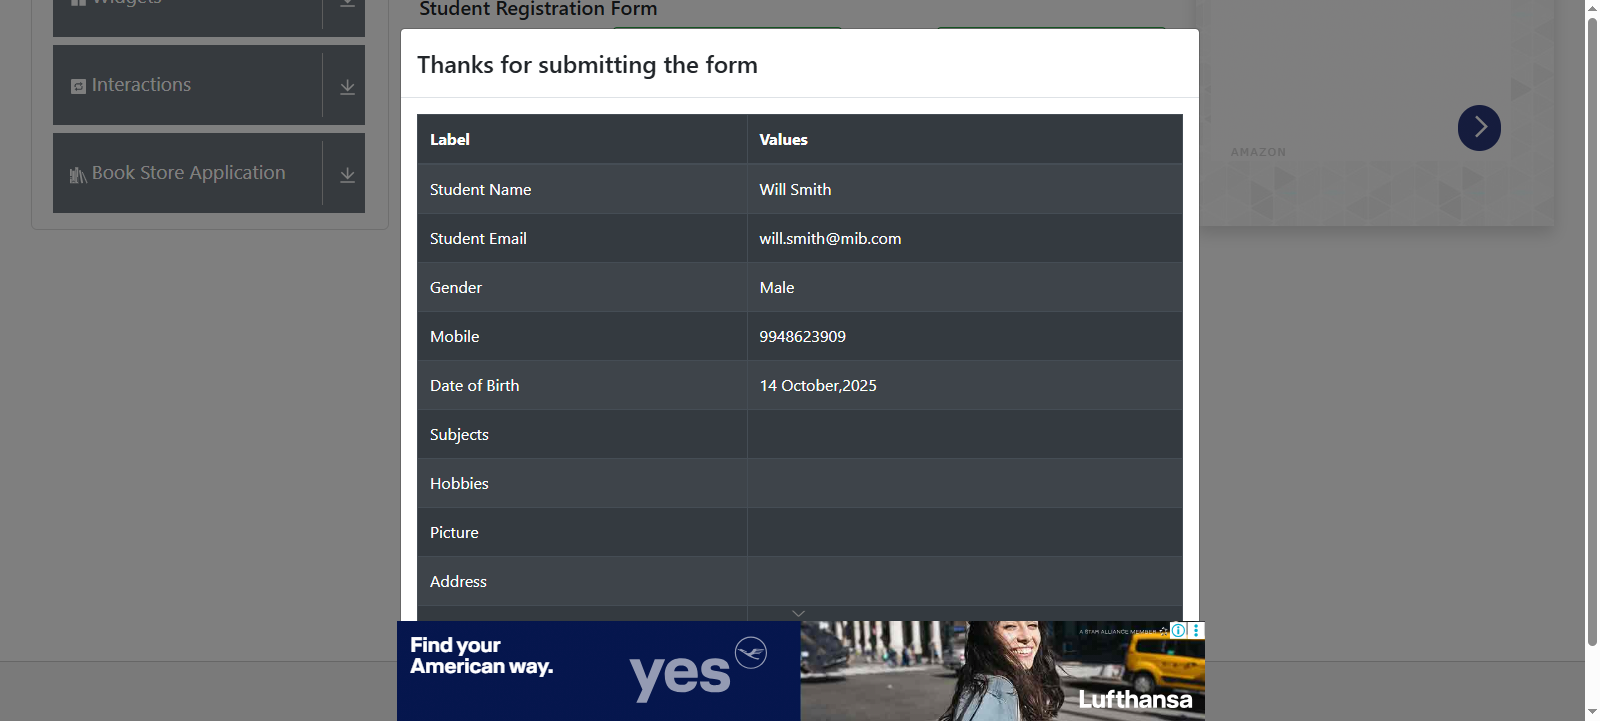 Widgets
Interactions
Book Store Application
Student Registration Form
Thanks for submitting the form
Label Values
Student Name Will Smith
Student Email will.smith@mib.com
Gender Male
Mobile 9948623909
Date of Birth 14 October,2025
Subjects
Hobbies
Picture
Address
AMAZON
Find your
American way.
yes
A STAR ALLIANCE MEMBER
Lufthansa